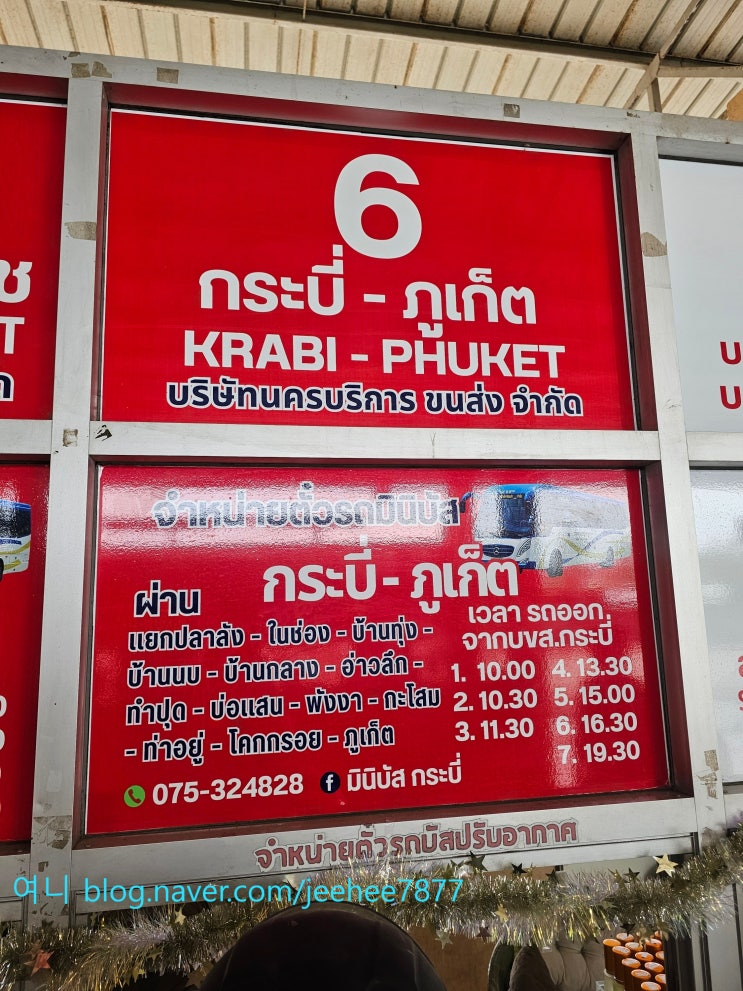 6
กระบี่ - ภูเก็ต
KRABI - PHUKET
บริษัทนครบริการ ขนส่ง จำกัด
จำหน่ายตั๋วรถมินิบัส
กระบี่ - ภูเก็ต
ผ่าน
แยกปลาลัง - ในช่อง - บ้านทุ่ง -
บ้านนบ - บ้านกลาง - อ่าวลึก -
ทำปุด - บ่อแสน - พังงา - กะโสม
- ท่าอยู่ - โคกกรอย - ภูเก็ต
เวลา รถออก
จากบขส.กระบี่
1. 10.00 4. 13.30
2. 10.30 5. 15.00
3. 11.30 6. 16.30
7. 19.30
075-324828 f มินิบัส กระบี่
จำหน่ายตั๋วรถบัสปรับอากาศ
여니 blog.naver.com/jeehee7877
ช
T